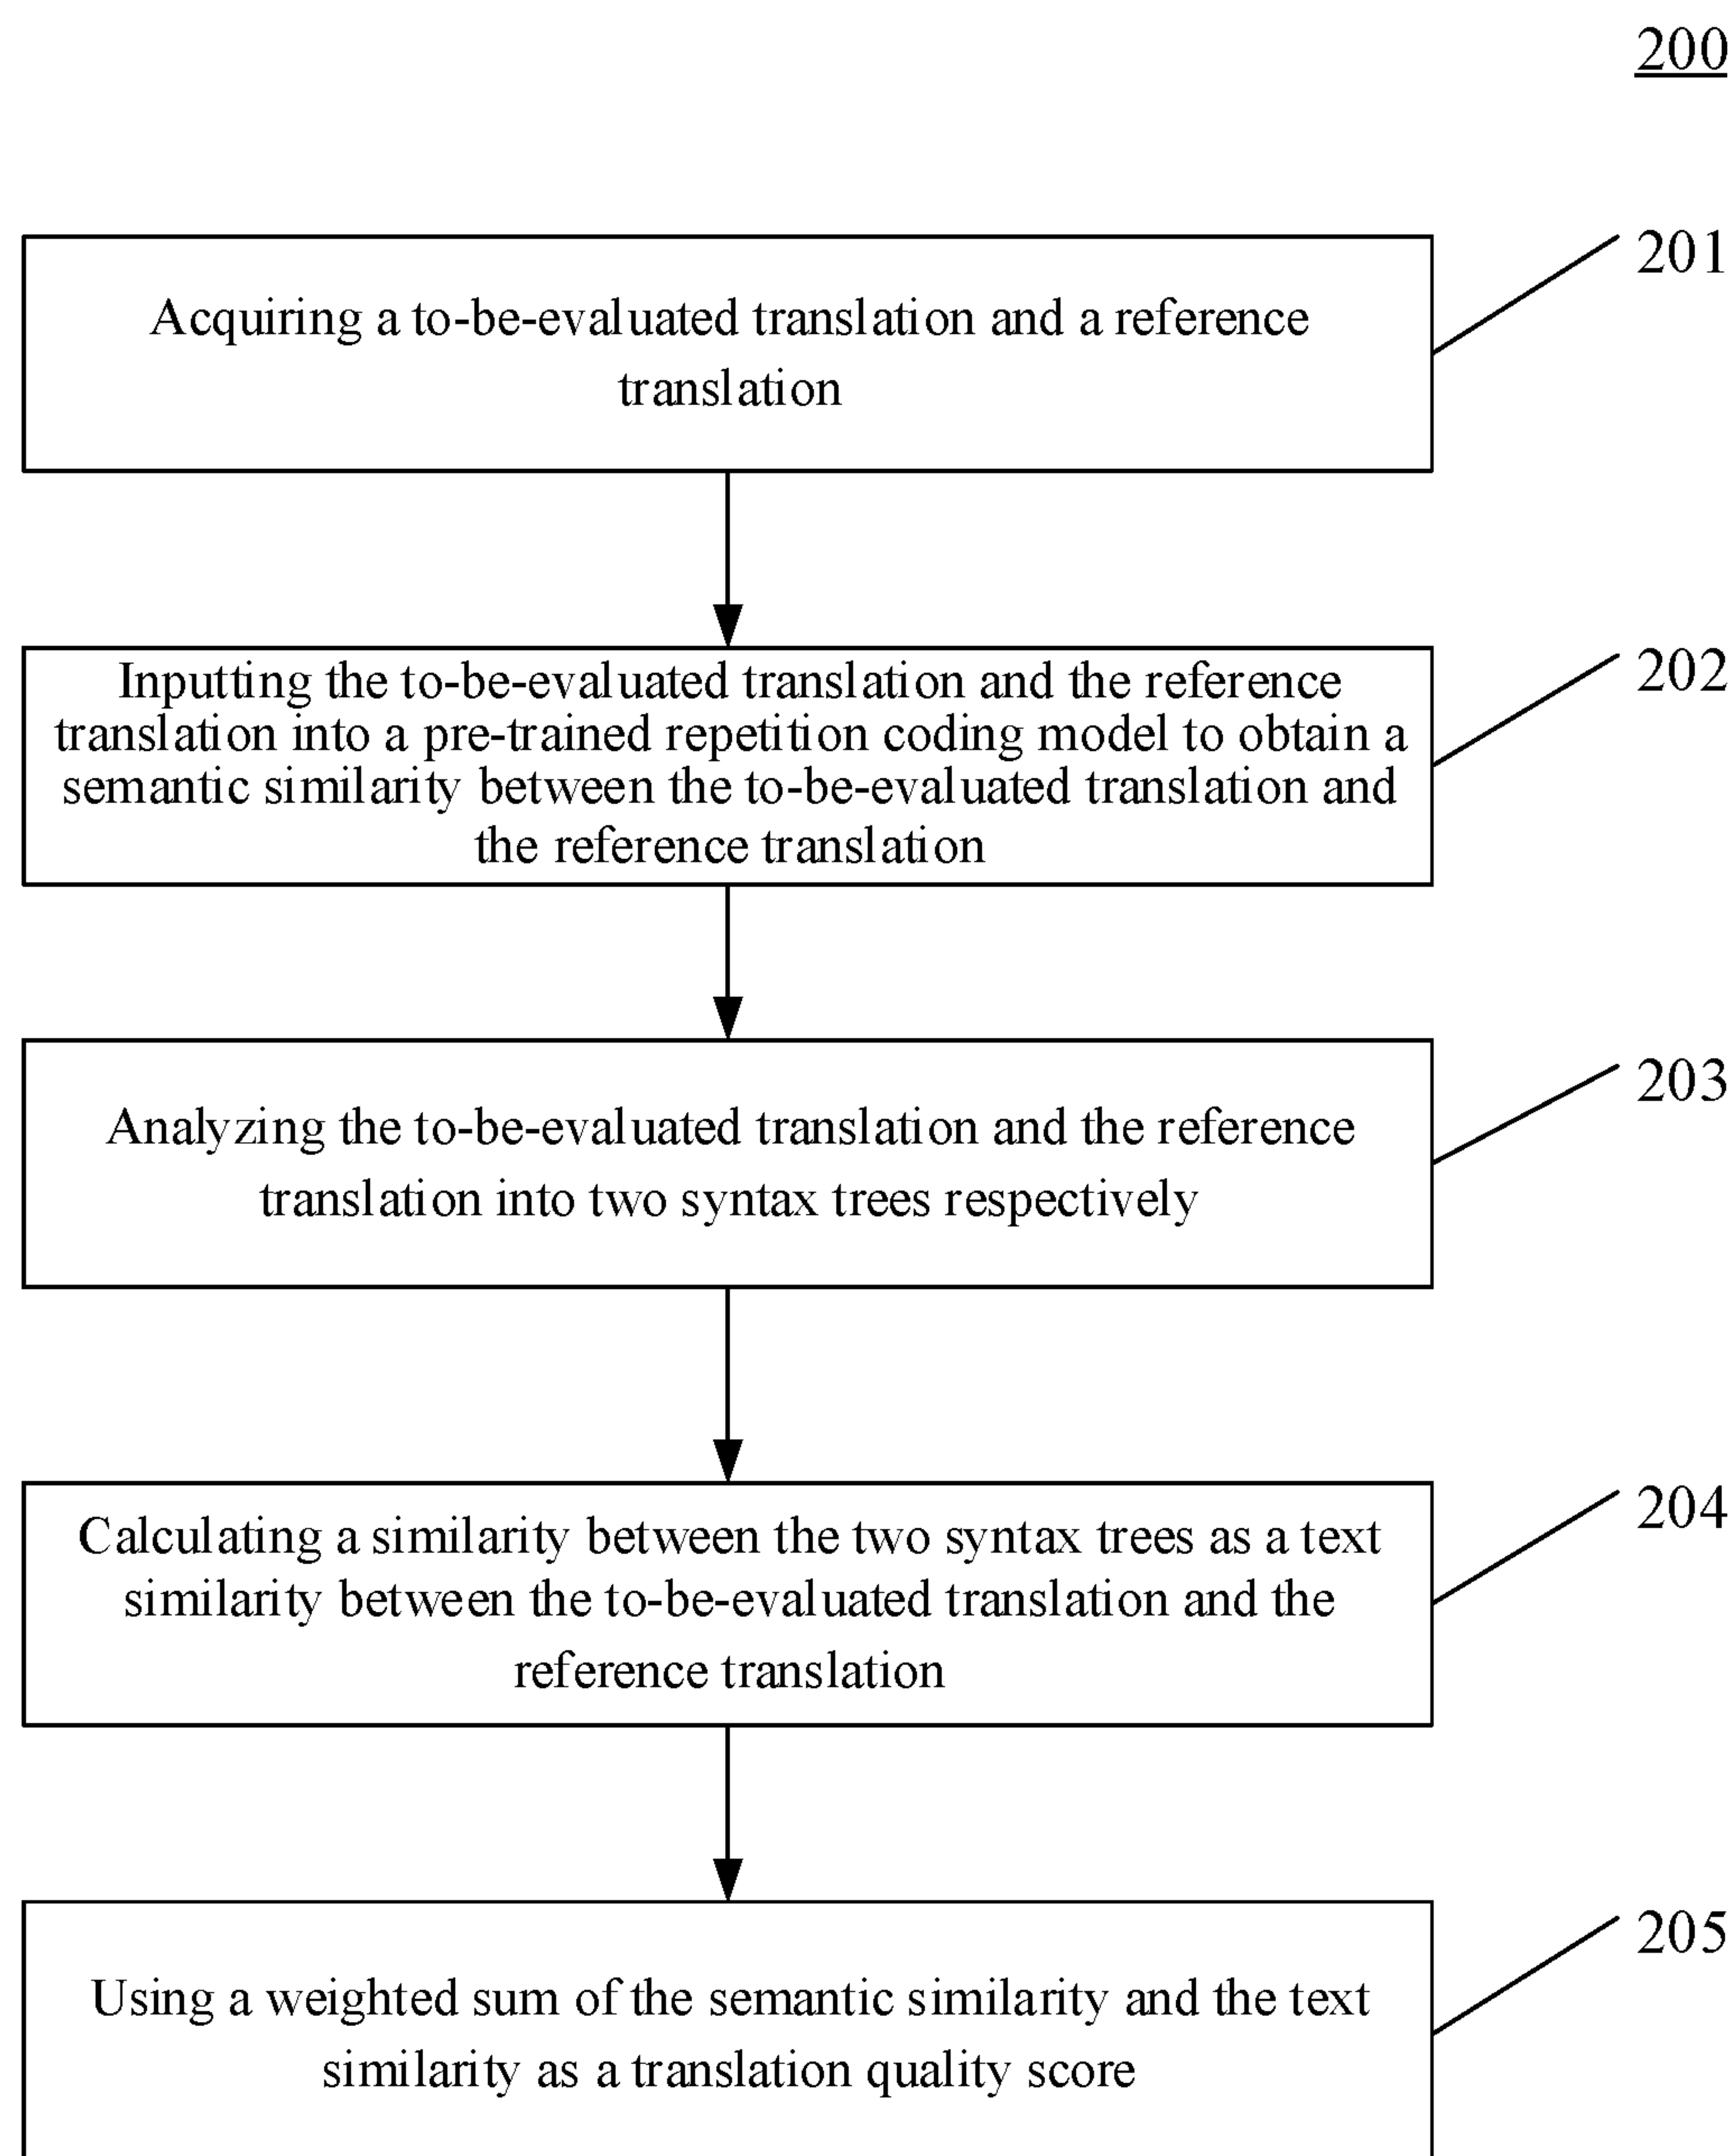 200
201
Acquiring a to-be-evaluated translation and a reference
translation
202
Inputting the to-be-evaluated translation and the reference
translation into a pre-trained repetition coding model to obtain a
semantic similarity between the to-be-evaluated translation and
the reference translation
203
Analyzing the to-be-evaluated translation and the reference
translation into two syntax trees respectively
204
Calculating a similarity between the two syntax trees as a text
similarity between the to-be-evaluated translation and the
reference translation
205
Using a weighted sum of the semantic similarity and the text
similarity as a translation quality score